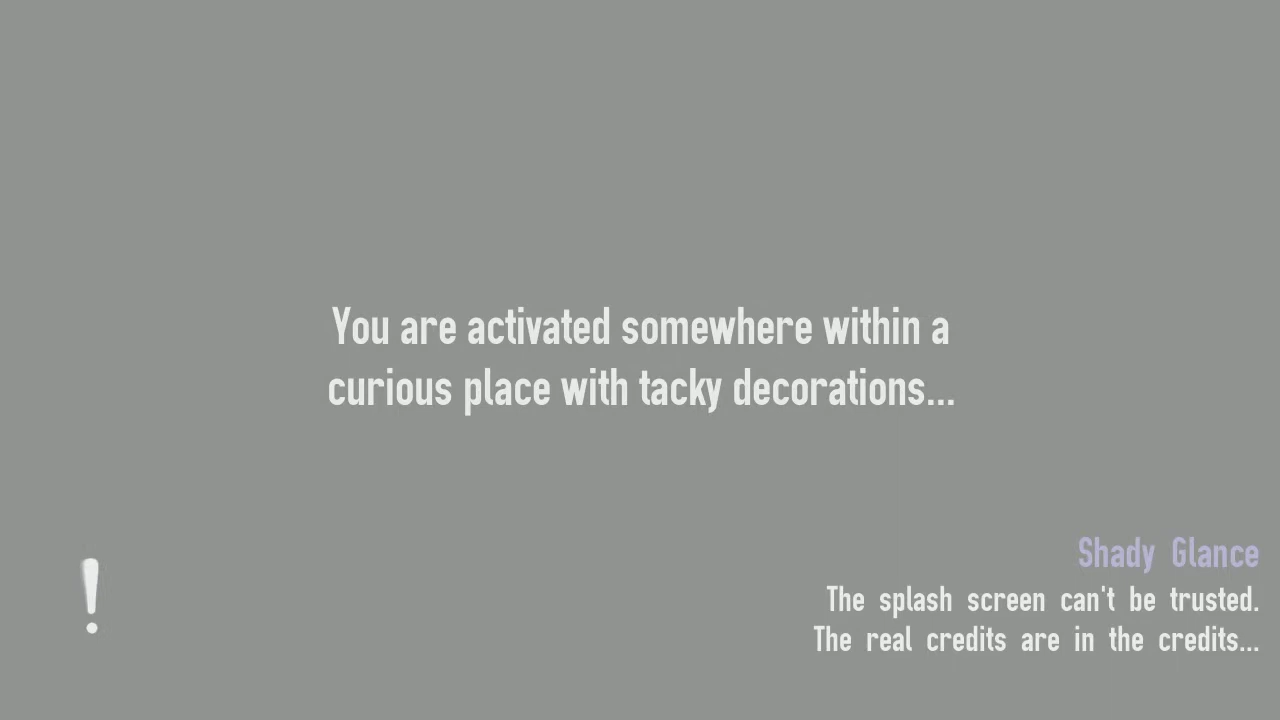 You are activated somewhere within a
curious place with tacky decorations...
!
Shady Glance
The splash screen can't be trusted.
The real credits are in the credits...